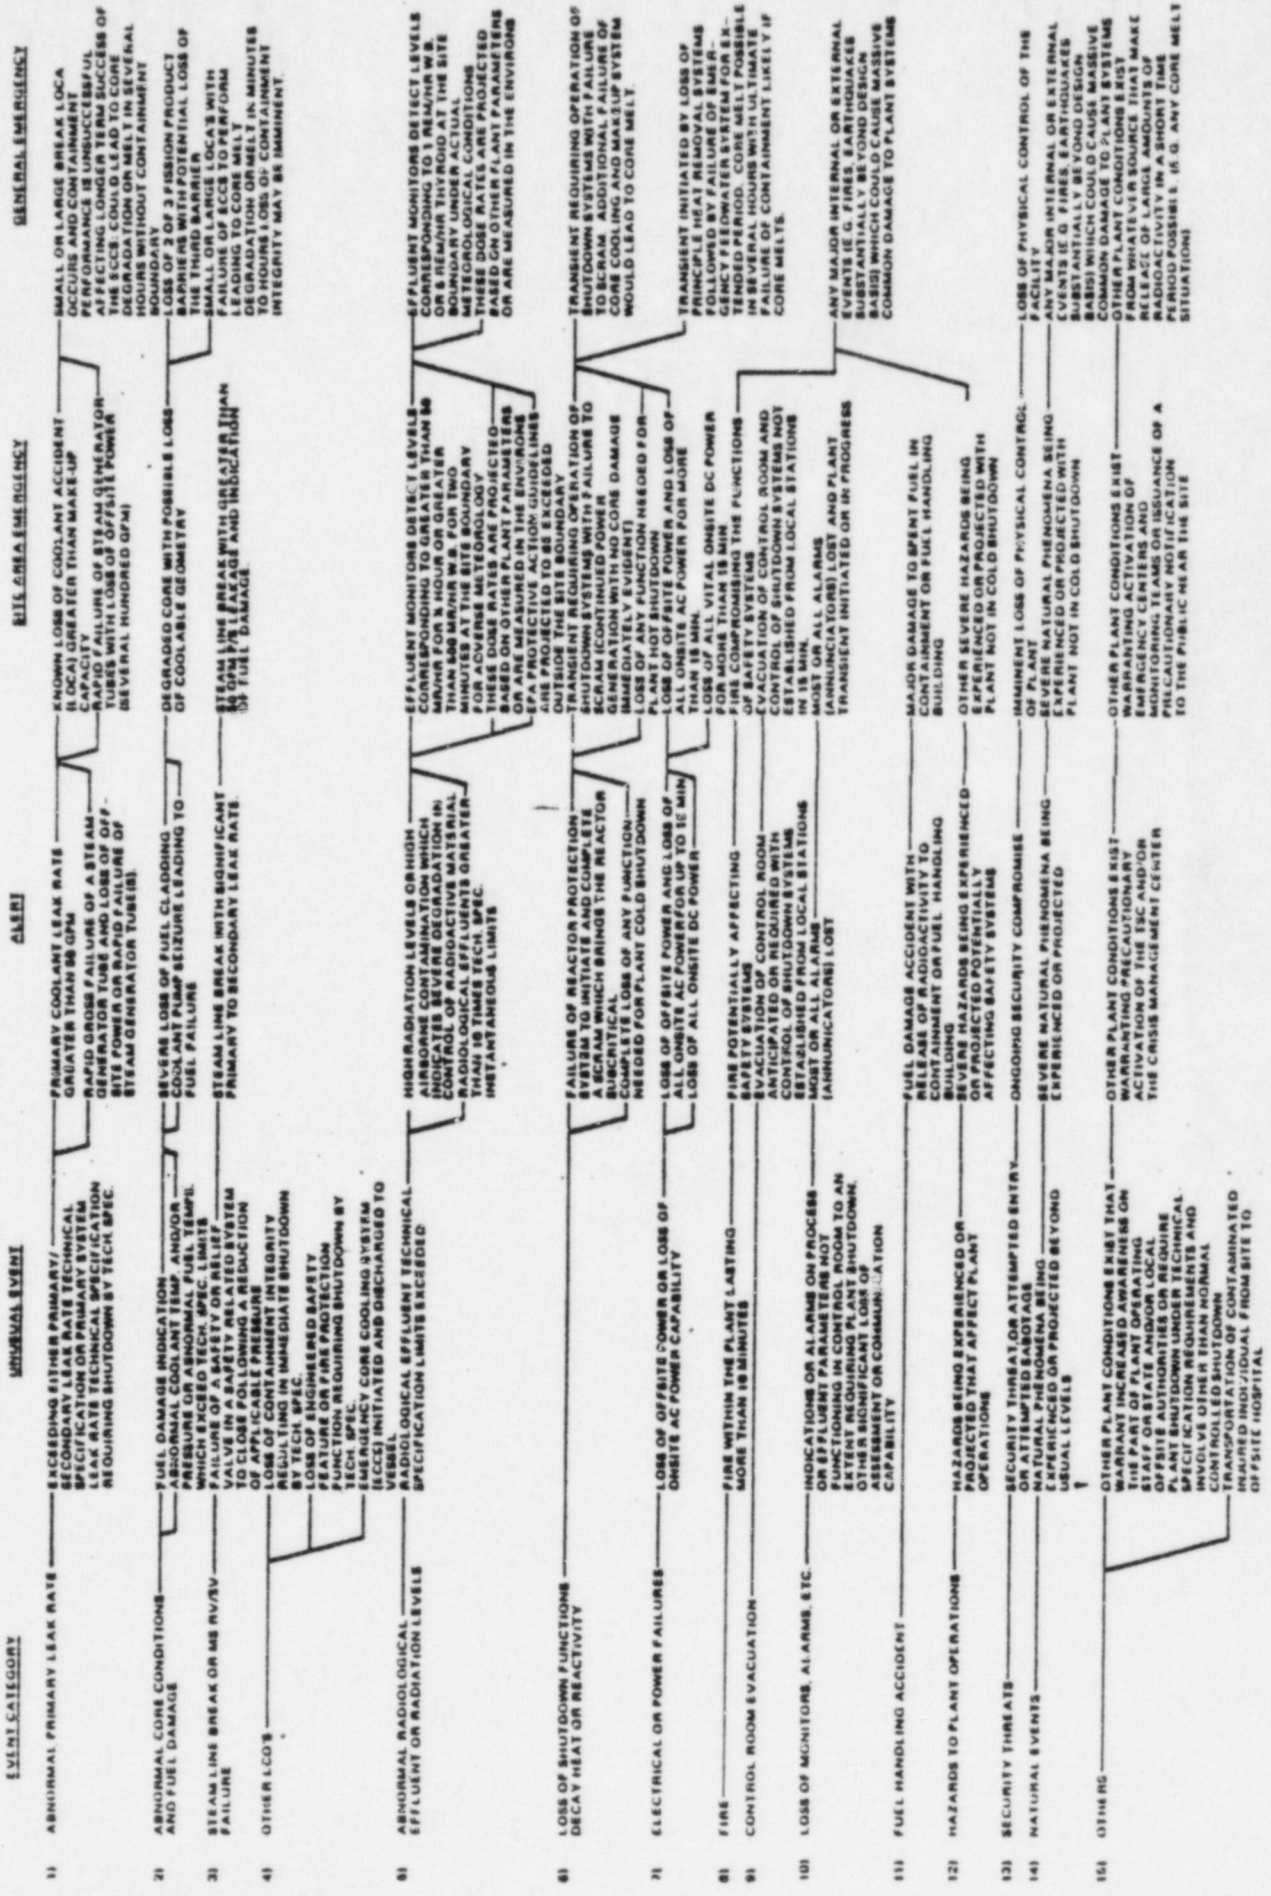 EVENT CATEGORY
1) ABNORMAL PRIMARY LEAK RATE
2) ABNORMAL CORE CONDITIONS
AND FUEL DAMAGE
3) STEAM LINE BREAK OR MS RV/SV
FAILURE
4) OTHER LCO'S
5) ABNORMAL RADIOLOGICAL
EFFLUENT OR RADIATION LEVELS
6) LOSS OF SHUTDOWN FUNCTIONS
DECAY HEAT OR REACTIVITY
7) ELECTRICAL OR POWER FAILURES
8) FIRE
9) CONTROL ROOM EVACUATION
10) LOSS OF MONITORS, ALARMS, ETC.
11) FUEL HANDLING ACCIDENT
12) HAZARDS TO PLANT OPERATIONS
13) SECURITY THREATS
14) NATURAL EVENTS
15) OTHERS
UNUSUAL EVENT
EXCEEDING EITHER PRIMARY/
SECONDARY LEAK RATE TECHNICAL
SPECIFICATION OR PRIMARY SYSTEM
LEAK RATE TECHNICAL SPECIFICATION
REQUIRING SHUTDOWN BY TECH. SPEC.
FUEL DAMAGE INDICATION
ABNORMAL COOLANT TEMP. AND/OR
PRESSURE OR ABNORMAL FUEL TEMPS.
WHICH EXCEED TECH. SPEC. LIMITS
FAILURE OF A SAFETY OR RELIEF
VALVE IN A SAFETY RELATED SYSTEM
TO CLOSE FOLLOWING A REDUCTION
OF APPLICABLE PRESSURE
LOSS OF CONTAINMENT INTEGRITY
REQUIRING IMMEDIATE SHUTDOWN
BY TECH. SPEC.
LOSS OF ENGINEERED SAFETY
FEATURE OR FIRE PROTECTION
FUNCTION REQUIRING SHUTDOWN BY
TECH. SPEC.
EMERGENCY CORE COOLING SYSTEM
(ECCS) INITIATED AND DISCHARGED TO
VESSEL
RADIOLOGICAL EFFLUENT TECHNICAL
SPECIFICATION LIMITS EXCEEDED
LOSS OF OFFSITE POWER OR LOSS OF
ONSITE AC POWER CAPABILITY
FIRE WITHIN THE PLANT LASTING
MORE THAN 10 MINUTES
INDICATIONS OR ALARMS ON PROCESS
OR EFFLUENT PARAMETERS NOT
FUNCTIONING IN CONTROL ROOM TO AN
EXTENT REQUIRING PLANT SHUTDOWN.
OTHER SIGNIFICANT LOSS OF
ASSESSMENT OR COMMUNICATION
CAPABILITY
HAZARDS BEING EXPERIENCED OR
PROJECTED THAT AFFECT PLANT
OPERATIONS
SECURITY THREAT, OR ATTEMPTED ENTRY
OR ATTEMPTED SABOTAGE
NATURAL PHENOMENA BEING
EXPERIENCED OR PROJECTED BEYOND
USUAL LEVELS
OTHER PLANT CONDITIONS EXIST THAT
WARRANT INCREASED AWARENESS ON
THE PART OF PLANT OPERATING
STAFF OR STATE AND/OR LOCAL
OFFSITE AUTHORITIES OR REQUIRE
PLANT SHUTDOWN UNDER TECHNICAL
SPECIFICATION REQUIREMENTS AND
INVOLVE OTHER THAN NORMAL
CONTROLLED SHUTDOWN
TRANSPORTATION OF CONTAMINATED
INJURED INDIVIDUAL FROM SITE TO
OFFSITE HOSPITAL
ALERT
PRIMARY COOLANT LEAK RATE
GREATER THAN 50 GPM
RAPID GROSS FAILURE OF A STEAM
GENERATOR TUBE AND LOSS OF OFF-
SITE POWER OR RAPID FAILURE OF
STEAM GENERATOR TUBE(S).
SEVERE LOSS OF FUEL CLADDING
COOLANT PUMP SEIZURE LEADING TO
FUEL FAILURE
STEAM LINE BREAK WITH SIGNIFICANT
PRIMARY TO SECONDARY LEAK RATE.
HIGH RADIATION LEVELS OR HIGH
AIRBORNE CONTAMINATION WHICH
INDICATES SEVERE DEGRADATION IN
CONTROL OF RADIOACTIVE MATERIAL
RADIOLOGICAL EFFLUENTS GREATER
THAN 10 TIMES TECH. SPEC.
INSTANTANEOUS LIMITS
FAILURE OF REACTOR PROTECTION
SYSTEM TO INITIATE AND COMPLETE
A SCRAM WHICH BRINGS THE REACTOR
SUBCRITICAL
COMPLETE LOSS OF ANY FUNCTION
NEEDED FOR PLANT COLD SHUTDOWN
LOSS OF OFFSITE POWER AND LOSS OF
ALL ONSITE AC POWER FOR UP TO 15 MIN
LOSS OF ALL ONSITE DC POWER
FIRE POTENTIALLY AFFECTING
SAFETY SYSTEMS
EVACUATION OF CONTROL ROOM
ANTICIPATED OR REQUIRED WITH
CONTROL OF SHUTDOWN SYSTEMS
ESTABLISHED FROM LOCAL STATIONS
MOST OR ALL ALARMS
(ANNUNCIATORS) LOST
FUEL DAMAGE ACCIDENT WITH
RELEASE OF RADIOACTIVITY TO
CONTAINMENT OR FUEL HANDLING
BUILDING
SEVERE HAZARDS BEING EXPERIENCED
OR PROJECTED POTENTIALLY
AFFECTING SAFETY SYSTEMS
ONGOING SECURITY COMPROMISE
SEVERE NATURAL PHENOMENA BEING
EXPERIENCED OR PROJECTED
OTHER PLANT CONDITIONS EXIST
WARRANTING PRECAUTIONARY
ACTIVATION OF THE TSC AND/OR
THE CRISIS MANAGEMENT CENTER
SITE AREA EMERGENCY
KNOWN LOSS OF COOLANT ACCIDENT
(LOCA) GREATER THAN MAKE-UP
CAPACITY
RAPID FAILURE OF STEAM GENERATOR
TUBES WITH LOSS OF OFFSITE POWER
(SEVERAL HUNDRED GPM)
DEGRADED CORE WITH POSSIBLE LOSS
OF COOLABLE GEOMETRY
STEAM LINE BREAK WITH GREATER THAN
50 GPM P/S LEAKAGE AND INDICATION
OF FUEL DAMAGE.
EFFLUENT MONITORS DETECT LEVELS
CORRESPONDING TO GREATER THAN 50
MR/HR FOR ½ HOUR OR GREATER
THAN 500 MR/HR W.B. FOR TWO
MINUTES AT THE SITE BOUNDARY
FOR ADVERSE METEOROLOGY
THESE DOSE RATES ARE PROJECTED
BASED ON OTHER PLANT PARAMETERS
OR ARE MEASURED IN THE ENVIRONS
EPA PROTECTIVE ACTION GUIDELINES
ARE PROJECTED TO BE EXCEEDED
OUTSIDE THE SITE BOUNDARY
TRANSIENT REQUIRING OPERATION OF
SHUTDOWN SYSTEMS WITH FAILURE TO
SCRAM (CONTINUED POWER
GENERATION WITH NO CORE DAMAGE
IMMEDIATELY EVIDENT)
LOSS OF ANY FUNCTION NEEDED FOR
PLANT HOT SHUTDOWN
LOSS OF OFFSITE POWER AND LOSS OF
ALL ONSITE AC POWER FOR MORE
THAN 15 MIN
LOSS OF ALL VITAL ONSITE DC POWER
FOR MORE THAN 15 MIN
FIRE COMPROMISING THE FUNCTIONS
OF SAFETY SYSTEMS
EVACUATION OF CONTROL ROOM AND
CONTROL OF SHUTDOWN SYSTEMS NOT
ESTABLISHED FROM LOCAL STATIONS
IN 15 MIN.
MOST OR ALL ALARMS
(ANNUNCIATORS) LOST AND PLANT
TRANSIENT INITIATED OR IN PROGRESS
MAJOR DAMAGE TO SPENT FUEL IN
CONTAINMENT OR FUEL HANDLING
BUILDING
OTHER SEVERE HAZARDS BEING
EXPERIENCED OR PROJECTED WITH
PLANT NOT IN COLD SHUTDOWN
IMMINENT LOSS OF PHYSICAL CONTROL
OF PLANT
SEVERE NATURAL PHENOMENA BEING
EXPERIENCED OR PROJECTED WITH
PLANT NOT IN COLD SHUTDOWN
OTHER PLANT CONDITIONS EXIST
WARRANTING ACTIVATION OF
EMERGENCY CENTERS AND
MONITORING TEAMS OR ISSUANCE OF A
PRECAUTIONARY NOTIFICATION
TO THE PUBLIC NEAR THE SITE
GENERAL EMERGENCY
SMALL OR LARGE BREAK LOCA
OCCURS AND CONTAINMENT
PERFORMANCE IS UNSUCCESSFUL
AFFECTING LONGER TERM SUCCESS OF
THE ECCS. COULD LEAD TO CORE
DEGRADATION OR MELT IN SEVERAL
HOURS WITHOUT CONTAINMENT
BOUNDARY
LOSS OF 2 OF 3 FISSION PRODUCT
BARRIERS WITH POTENTIAL LOSS OF
THE THIRD BARRIER
SMALL OR LARGE LOCA'S WITH
FAILURE OF ECCS TO PERFORM
LEADING TO CORE MELT
DEGRADATION OR MELT IN MINUTES
TO HOURS LOSS OF CONTAINMENT
INTEGRITY MAY BE IMMINENT.
EFFLUENT MONITORS DETECT LEVELS
CORRESPONDING TO 1 REM/HR W.B.
OR 5 REM/HR THYROID AT THE SITE
BOUNDARY UNDER ACTUAL
METEOROLOGICAL CONDITIONS
THESE DOSE RATES ARE PROJECTED
BASED ON OTHER PLANT PARAMETERS
OR ARE MEASURED IN THE ENVIRONS
TRANSIENT REQUIRING OPERATION OF
SHUTDOWN SYSTEMS WITH FAILURE
TO SCRAM. ADDITIONAL FAILURE OF
CORE COOLING AND MAKEUP SYSTEM
WOULD LEAD TO CORE MELT.
TRANSIENT INITIATED BY LOSS OF
PRINCIPLE HEAT REMOVAL SYSTEMS
FOLLOWED BY FAILURE OF EMER-
GENCY FEEDWATER SYSTEM FOR EX-
TENDED PERIOD. CORE MELT POSSIBLE
IN SEVERAL HOURS WITH ULTIMATE
FAILURE OF CONTAINMENT LIKELY IF
CORE MELTS.
ANY MAJOR INTERNAL OR EXTERNAL
EVENTS (E.G. FIRES, EARTHQUAKES
SUBSTANTIALLY BEYOND DESIGN
BASIS) WHICH COULD CAUSE MASSIVE
COMMON DAMAGE TO PLANT SYSTEMS
LOSS OF PHYSICAL CONTROL OF THE
FACILITY
ANY MAJOR INTERNAL OR EXTERNAL
EVENTS (E.G. FIRES, EARTHQUAKES
SUBSTANTIALLY BEYOND DESIGN
BASIS) WHICH COULD CAUSE MASSIVE
COMMON DAMAGE TO PLANT SYSTEMS
OTHER PLANT CONDITIONS EXIST
FROM WHATEVER SOURCE THAT MAKE
RELEASE OF LARGE AMOUNTS OF
RADIOACTIVITY IN A SHORT TIME
PERIOD POSSIBLE. (E.G. ANY CORE MELT
SITUATION)